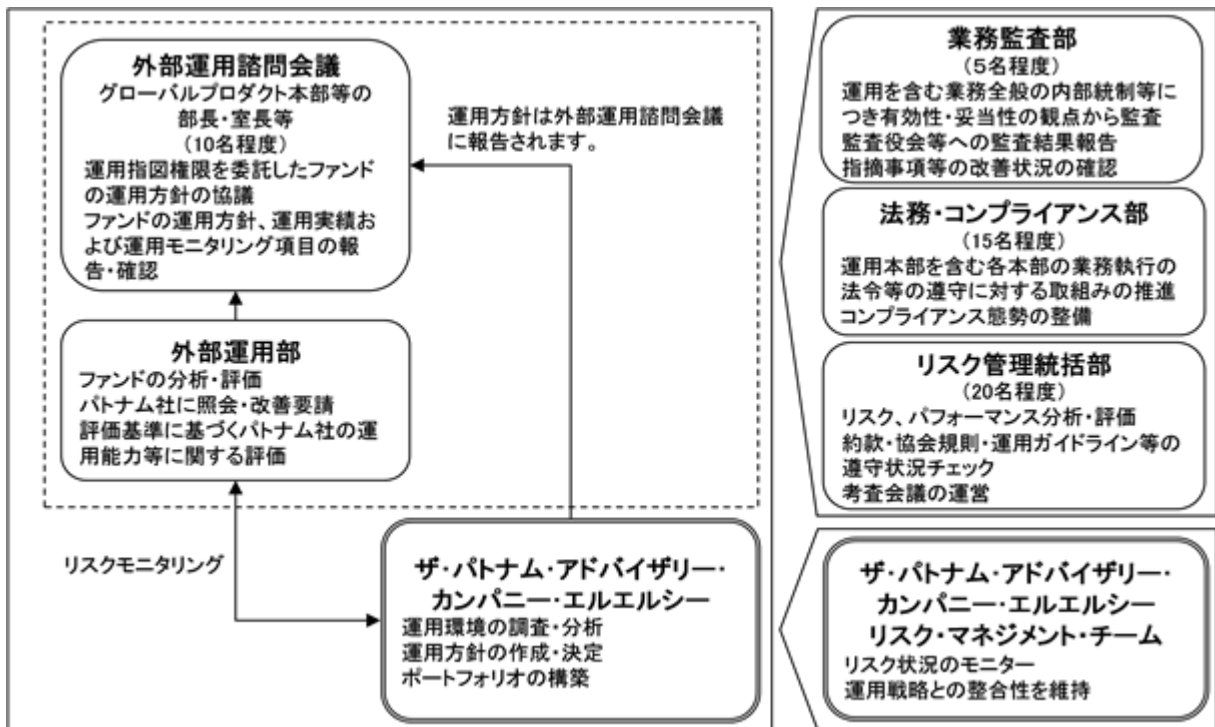 外部運用諮問会議
グローバルプロダクト本部等の
部長・室長等
(10名程度)
運用指図権限を委託したファンド
の運用方針の協議
ファンドの運用方針、運用実績お
よび運用モニタリング項目の報
告・確認
運用方針は外部運用諮問会議
に報告されます。
外部運用部
ファンドの分析・評価
パトナム社に照会・改善要請
評価基準に基づくパトナム社の運
用能力等に関する評価
リスクモニタリング
ザ・パトナム・アドバイザリー・
カンパニー・エルエルシー
運用環境の調査・分析
運用方針の作成・決定
ポートフォリオの構築
業務監査部
(5名程度)
運用を含む業務全般の内部統制等に
つき有効性・妥当性の観点から監査
監査役会等への監査結果報告
指摘事項等の改善状況の確認
法務・コンプライアンス部
(15名程度)
運用本部を含む各本部の業務執行の
法令等の遵守に対する取組みの推進
コンプライアンス態勢の整備
リスク管理統括部
(20名程度)
リスク、パフォーマンス分析・評価
約款・協会規則・運用ガイドライン等の
遵守状況チェック
考査会議の運営
ザ・パトナム・アドバイザリー・
カンパニー・エルエルシー
リスク・マネジメント・チーム
リスク状況のモニター
運用戦略との整合性を維持